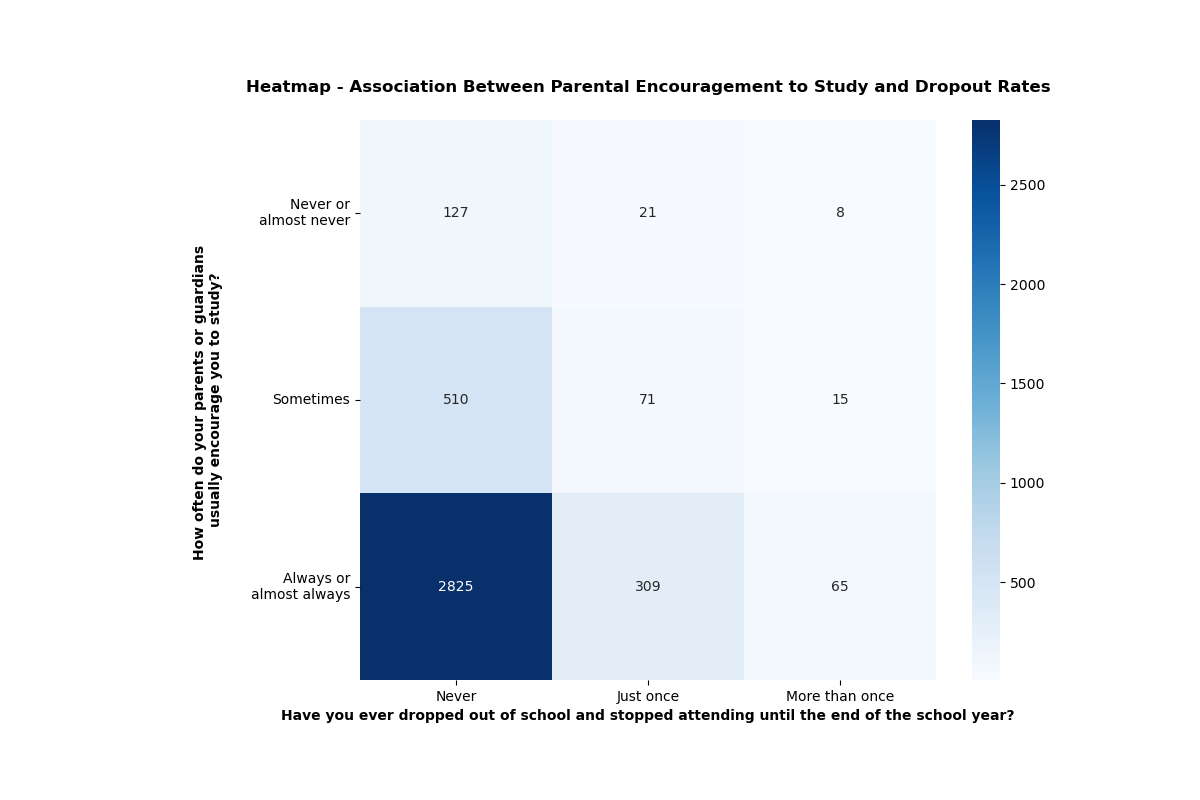 Heatmap - Association Between Parental Encouragement to Study and Dropout Rates
How often do your parents or guardians
usually encourage you to study?
Never or
almost never
127
21
8
Sometimes
510
71
15
Always or
almost always
2825
309
65
Never
Just once
More than once
Have you ever dropped out of school and stopped attending until the end of the school year?
2500
2000
1500
1000
500